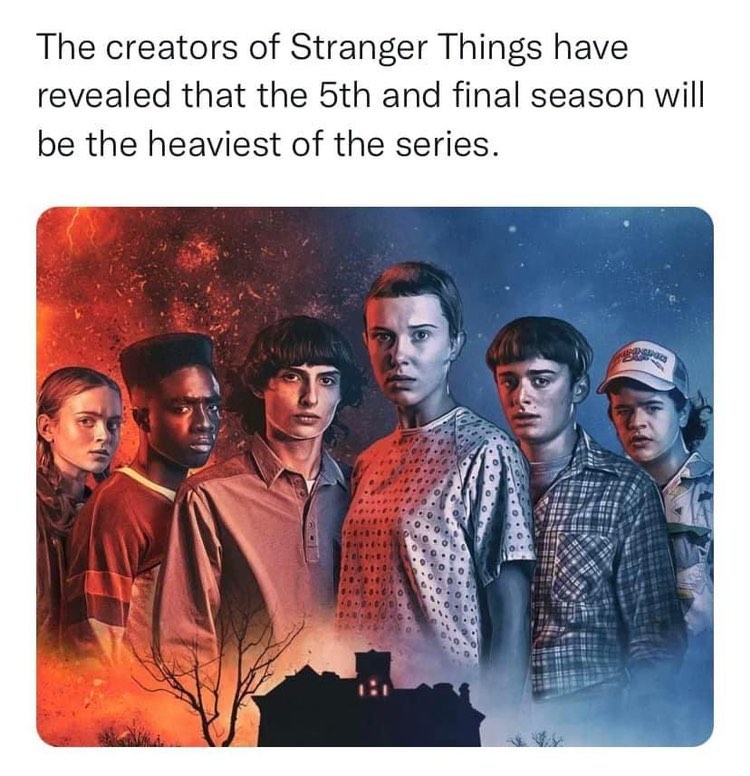 The creators of Stranger Things have
revealed that the 5th and final season will
be the heaviest of the series.